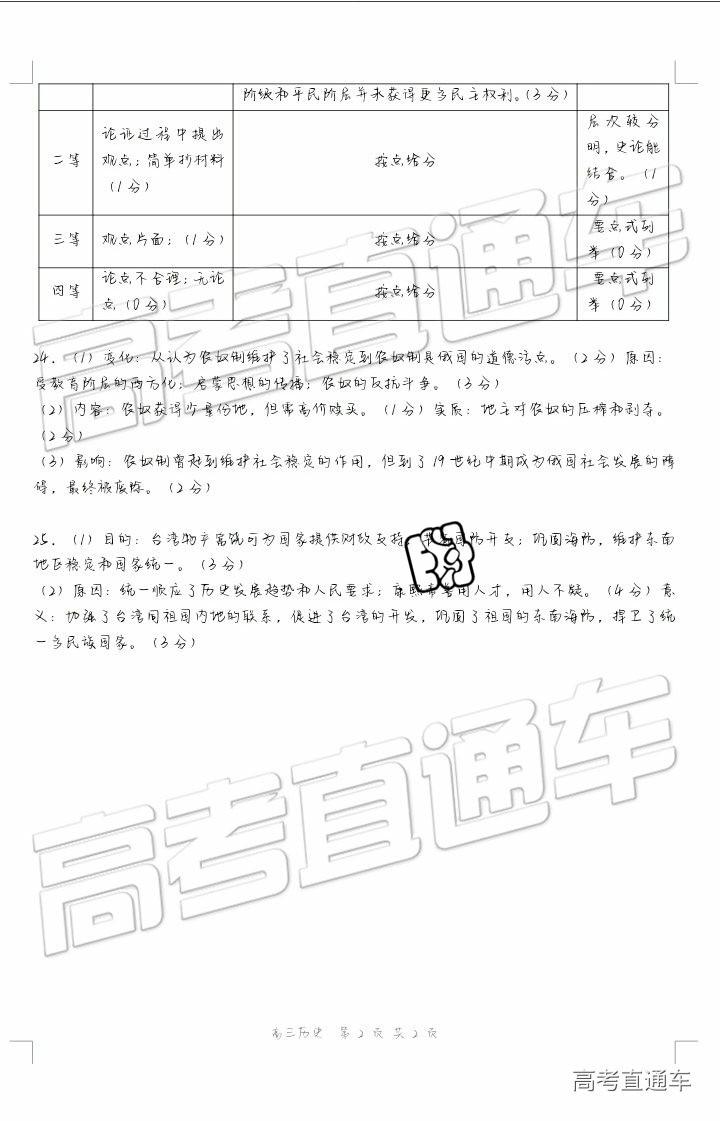 阶级和平民阶层并未获得更多民主权利。(3分)
二等
论证过程中提出
观点；简单抄材料
(1分)
按点给分
层次较分
明，史论能
结合。(1
分)
三等
观点片面；(1分)
按点给分
要点式列
举(0分)
四等
论点不合理；无论
点(0分)
按点给分
要点式列
举(0分)
24.(1)变化：从认为农奴制维护了社会稳定到农奴制是俄国的道德污点。(2分)原因：
受教育阶层的西方化；启蒙思想的传播；农奴的反抗斗争。(3分)
(2)内容：农奴获得少量份地，但需高价赎买。(1分)实质：地主对农奴的压榨和剥夺。
(2分)
(3)影响：农奴制曾起到维护社会稳定的作用，但到了19世纪中期成为俄国社会发展的障
碍，最终被废除。(2分)
25.(1)目的：台湾物产富饶可为国家提供财政支持，节国防开支；巩固海防，维护东南
地区稳定和国家统一。(3分)
(2)原因：统一顺应了历史发展趋势和人民要求；康熙帝善用人才，用人不疑。(4分)意
义：加强了台湾同祖国内地的联系，促进了台湾的开发，巩固了祖国的东南海防，捍卫了统
一多民族国家。(3分)
高考直通车
高考直通车
高三历史 第2页 共2页
高考直通车